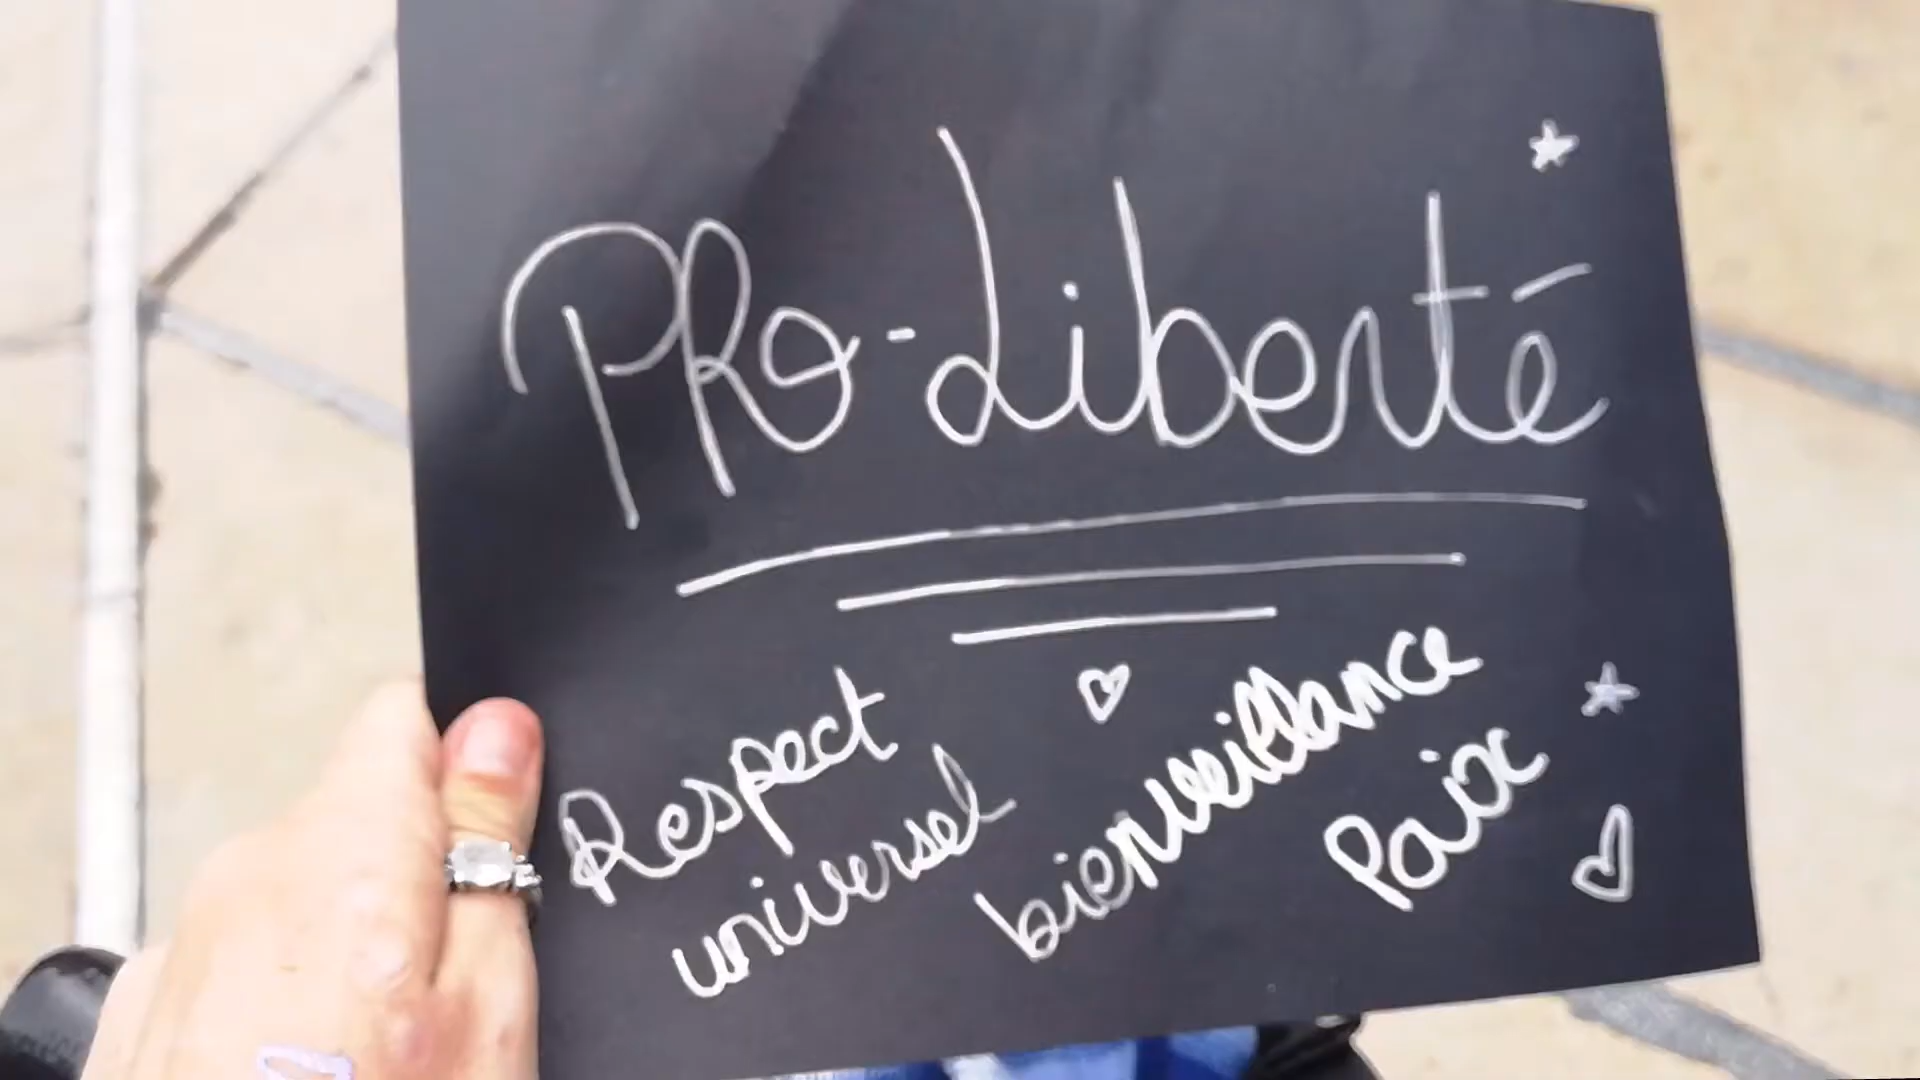 PRO-Liberté
Respect
universel
bienveillance
Paix